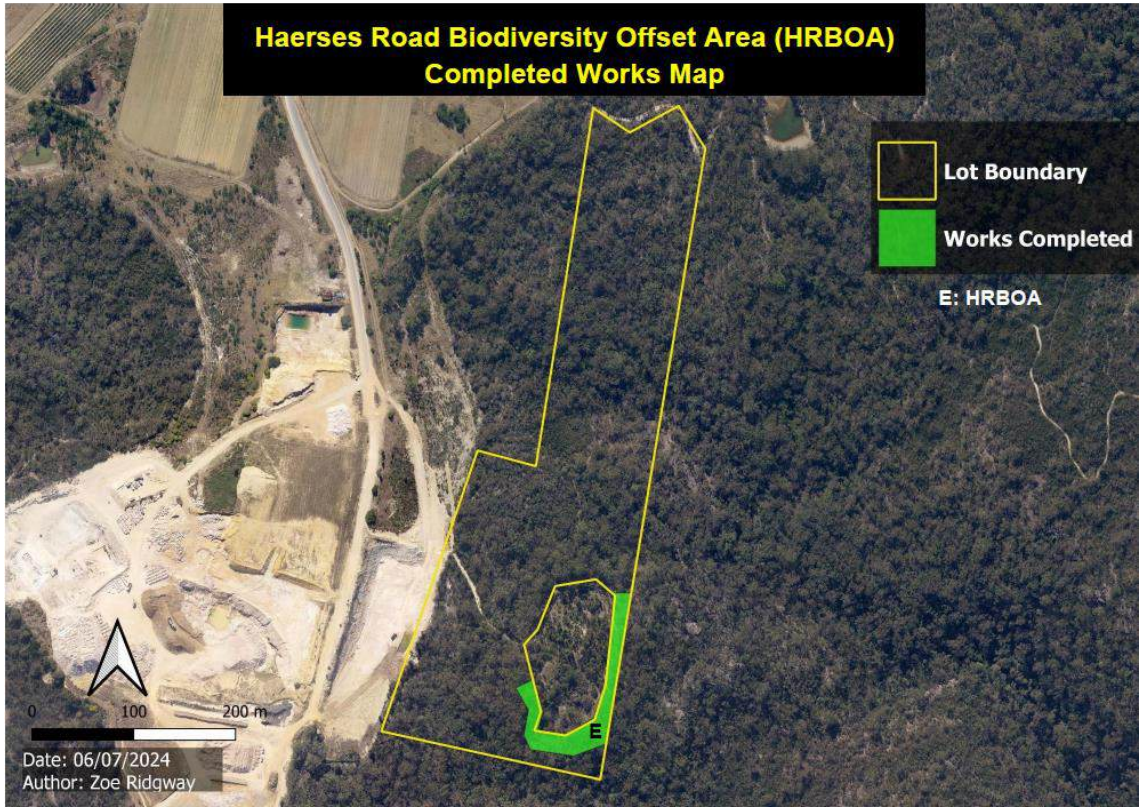 Haerses Road Biodiversity Offset Area (HRBOA)
Completed Works Map
Lot Boundary
Works Completed
E: HRBOA
E
0 100 200 m
Date: 06/07/2024
Author: Zoe Ridgway